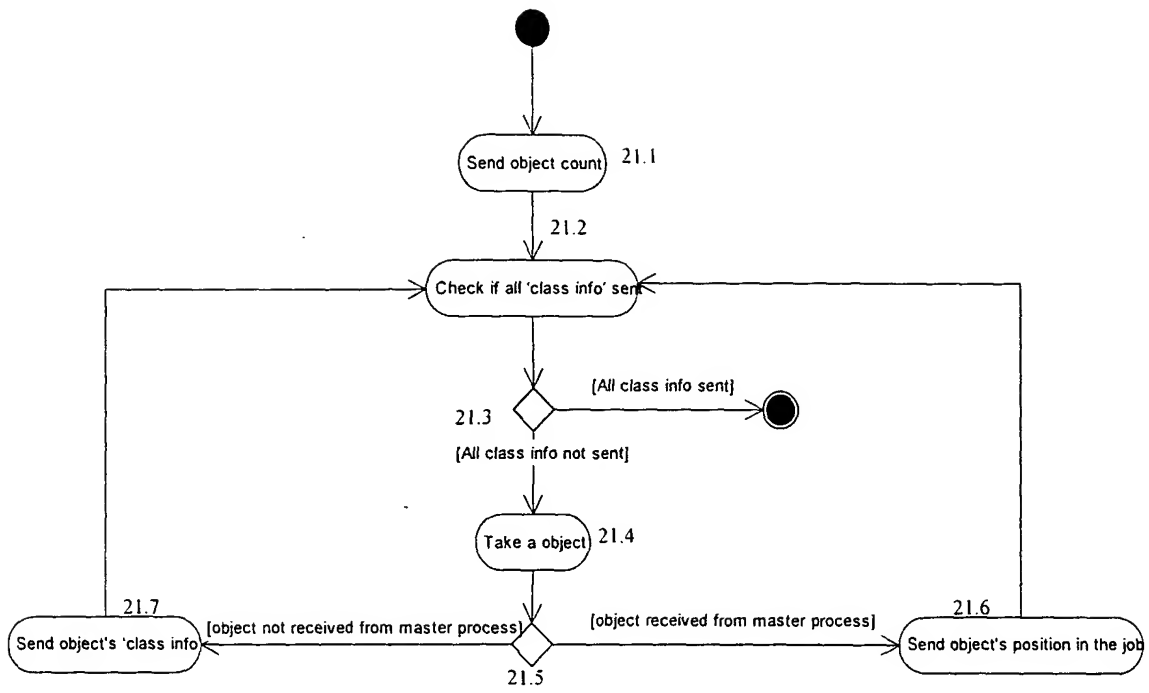 Send object count
21.1
21.2
Check if all 'class info' sent
[All class info sent]
21.3
[All class info not sent]
Take a object
21.4
21.7
[object not received from master process]
[object received from master process]
21.6
Send object's 'class info
Send object's position in the job
21.5